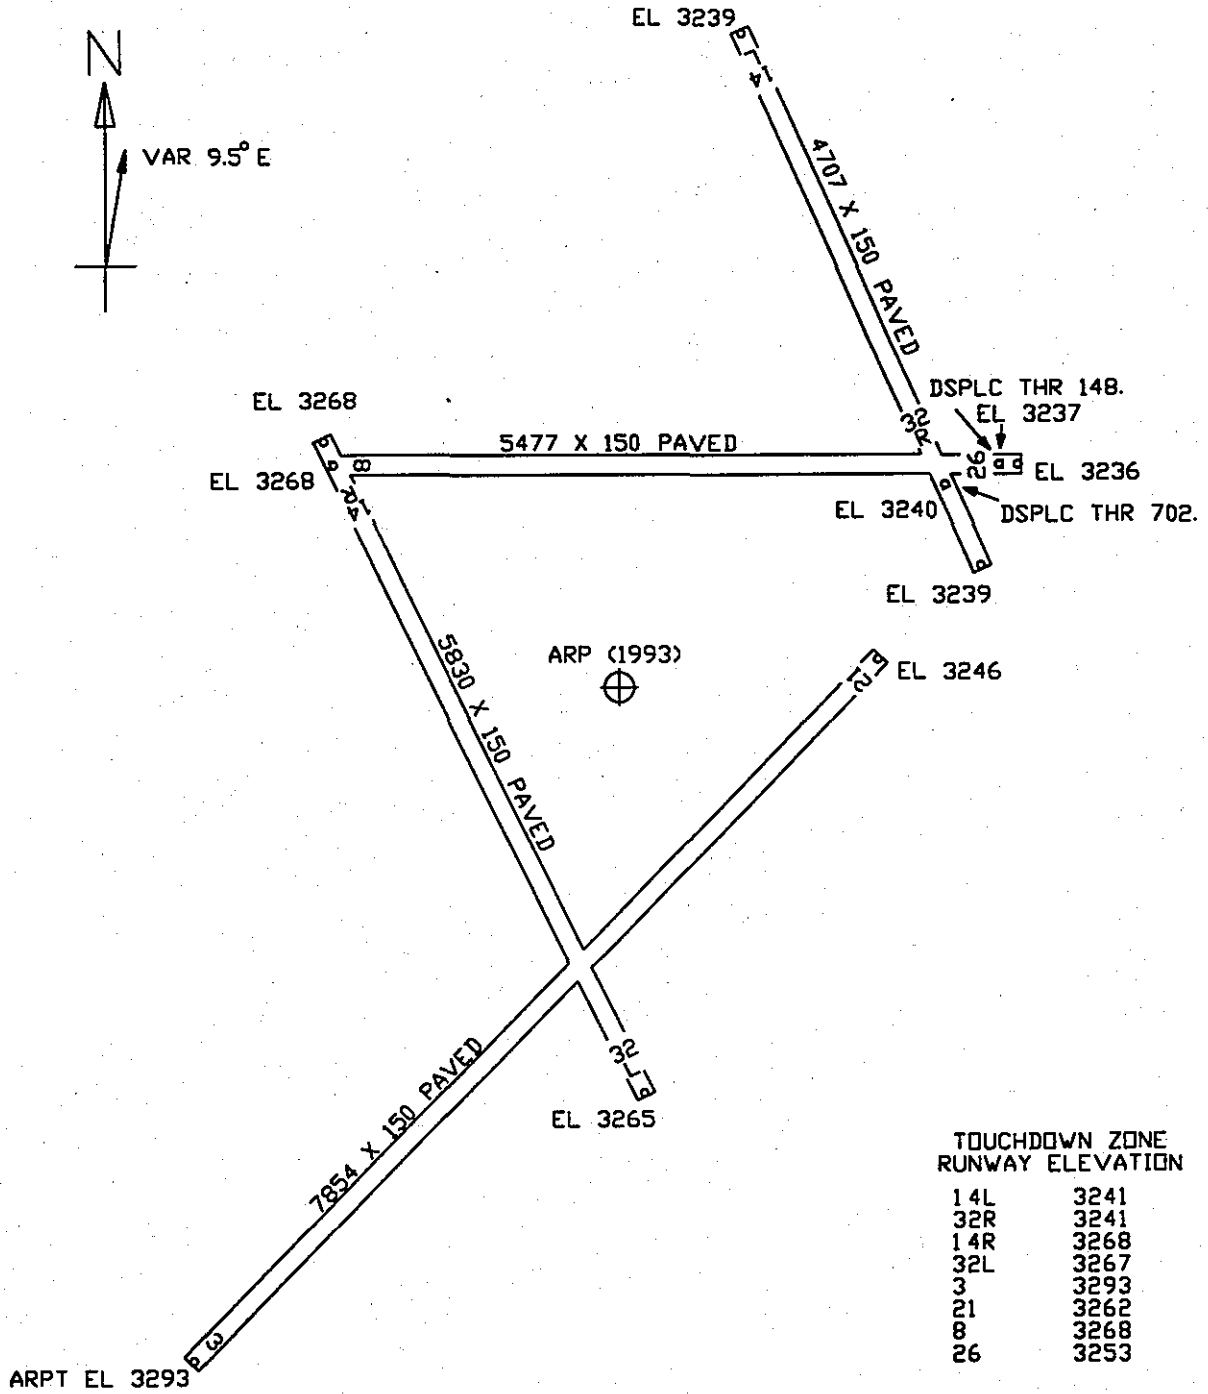 EL 3239
N
VAR 9.5° E
14
L
4707 X 150 PAVED
32
R
DSPLC THR 148.
EL 3237
EL 3268
5477 X 150 PAVED
8
26
EL 3236
EL 3268
EL 3240
DSPLC THR 702.
14
R
EL 3239
ARP (1993)
EL 3246
21
5830 X 150 PAVED
32
L
EL 3265
7854 X 150 PAVED
3
ARPT EL 3293
TOUCHDOWN ZONE
RUNWAY ELEVATION
14L 3241
32R 3241
14R 3268
32L 3267
3 3293
21 3262
8 3268
26 3253